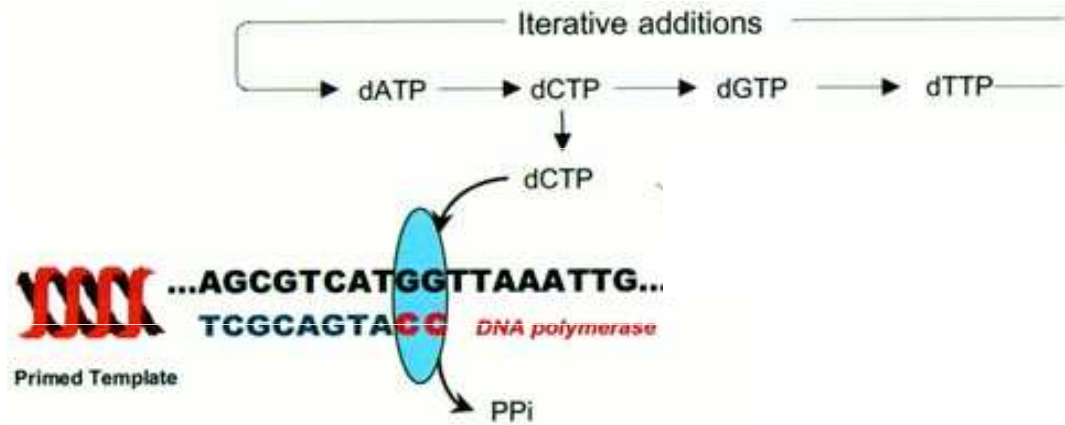 Iterative additions
dATP dCTP dGTP dTTP
dCTP
...AGCGTCATGGTTAAATTG...
TCGCAGTACC DNA polymerase
Primed Template
PPi